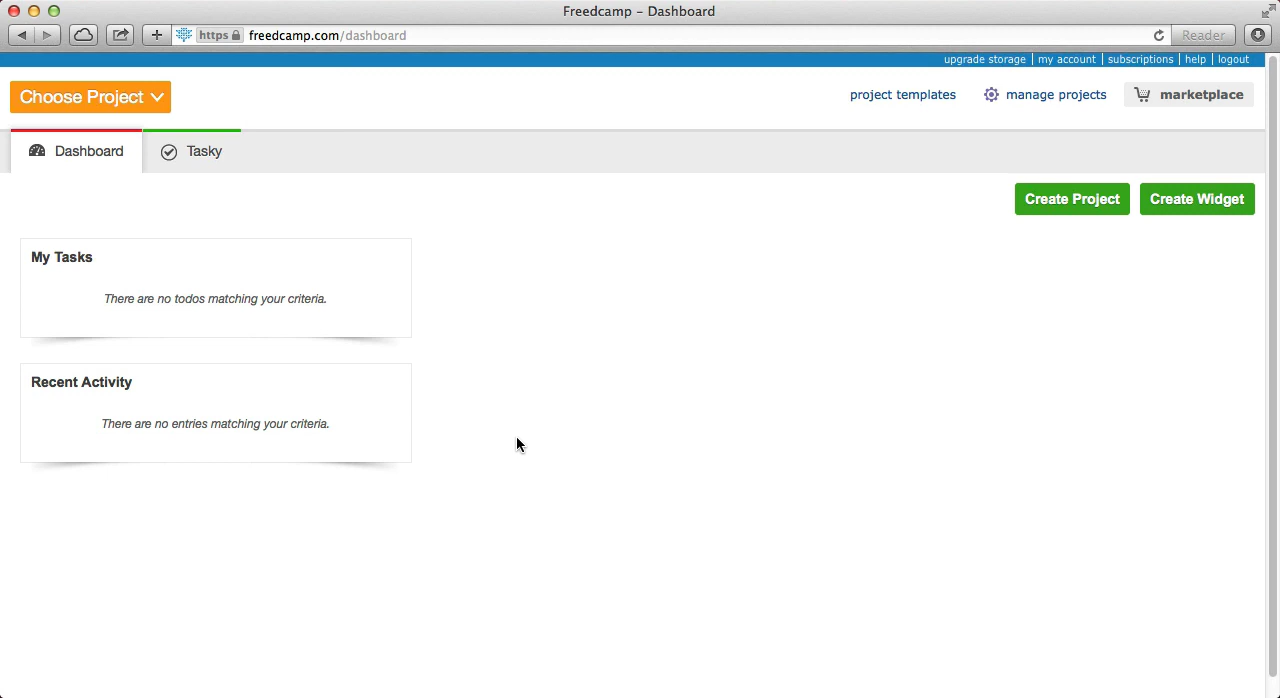 Freedcamp – Dashboard
https freedcamp.com/dashboard Reader
upgrade storage my account subscriptions help logout
Choose Project project templates manage projects marketplace
Dashboard Tasky
Create Project Create Widget
My Tasks
There are no todos matching your criteria.
Recent Activity
There are no entries matching your criteria.